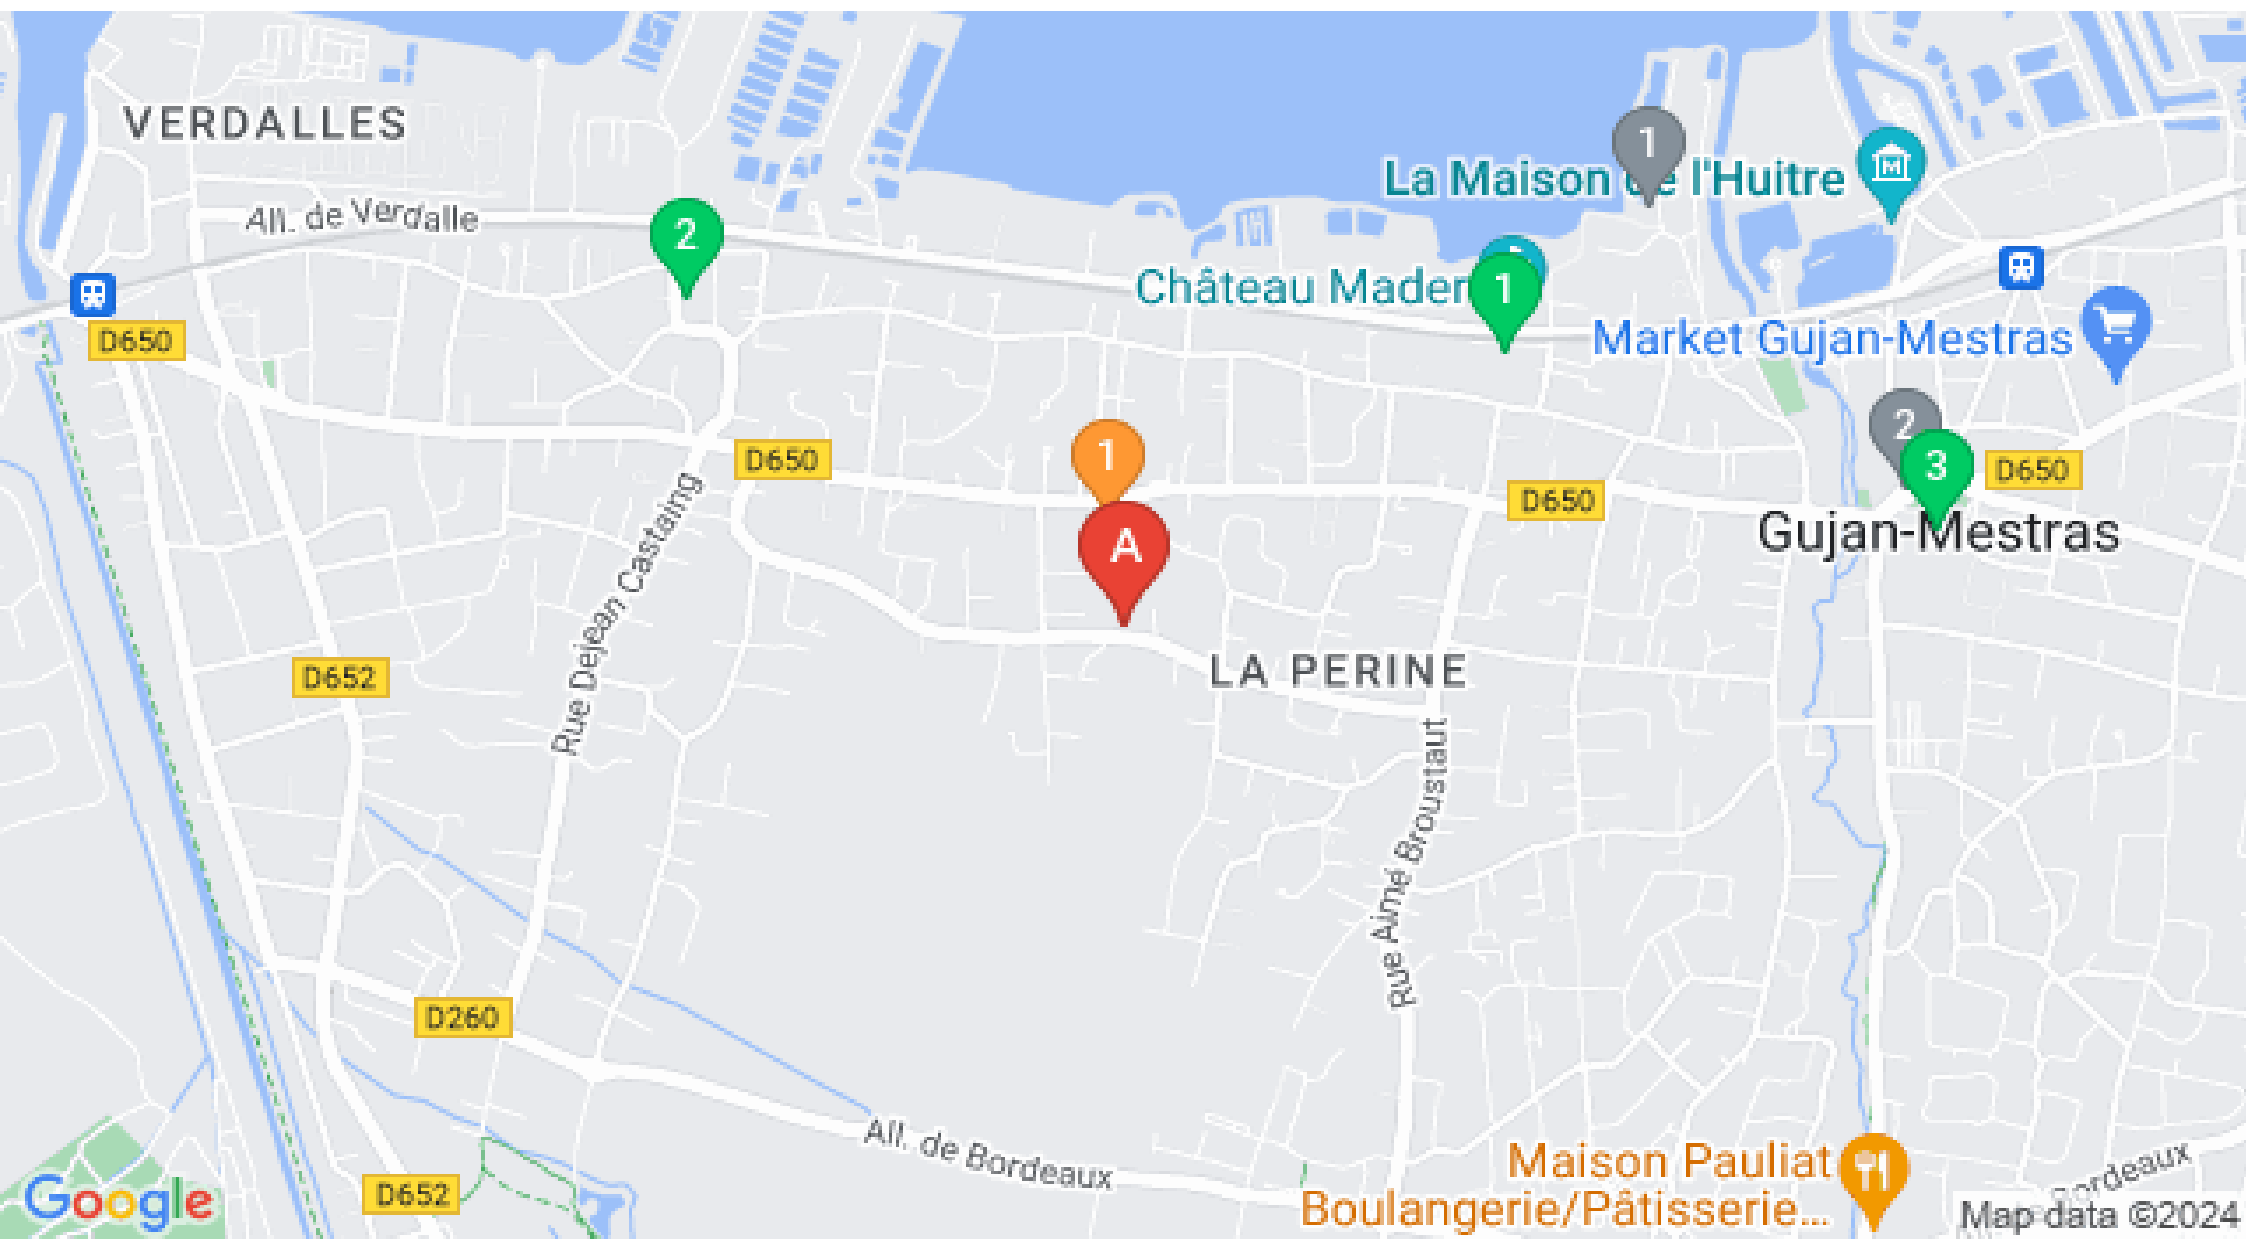 VERDALLES
1
La Maison de l'Huitre
All. de Verdalle
2
Château Mader
1
D650
Market Gujan-Mestras
2
1
D650
3
D650
D650
A
Gujan-Mestras
Rue Dejean Castaing
D652
LA PERINE
Rue Aimé Broustaut
D260
All. de Bordeaux
Maison Pauliat
Boulangerie/Pâtisserie...
D652
Google
Map data ©2024